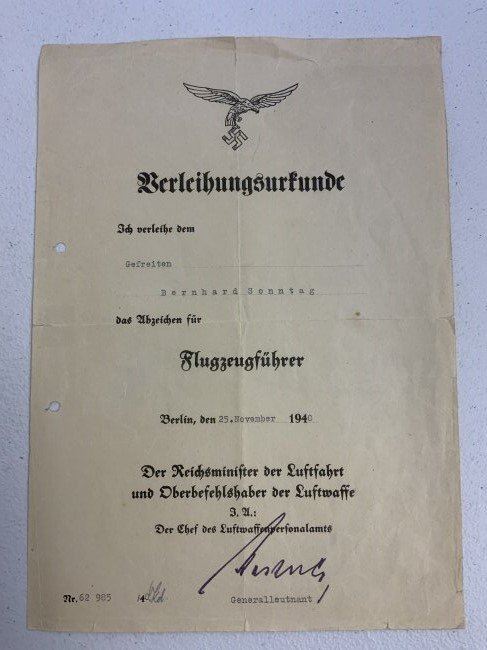 Verleihungsurkunde
Ich verleihe dem
Gefreiten
Bernhard Sonntag
das Abzeichen für
Flugzeugführer
Berlin, den 25.November 1940
Der Reichsminister der Luftfahrt
und Oberbefehlshaber der Luftwaffe
I. A.:
Der Chef des Luftwaffenpersonalamts
Nr. 62 985 /40
Generalleutnant